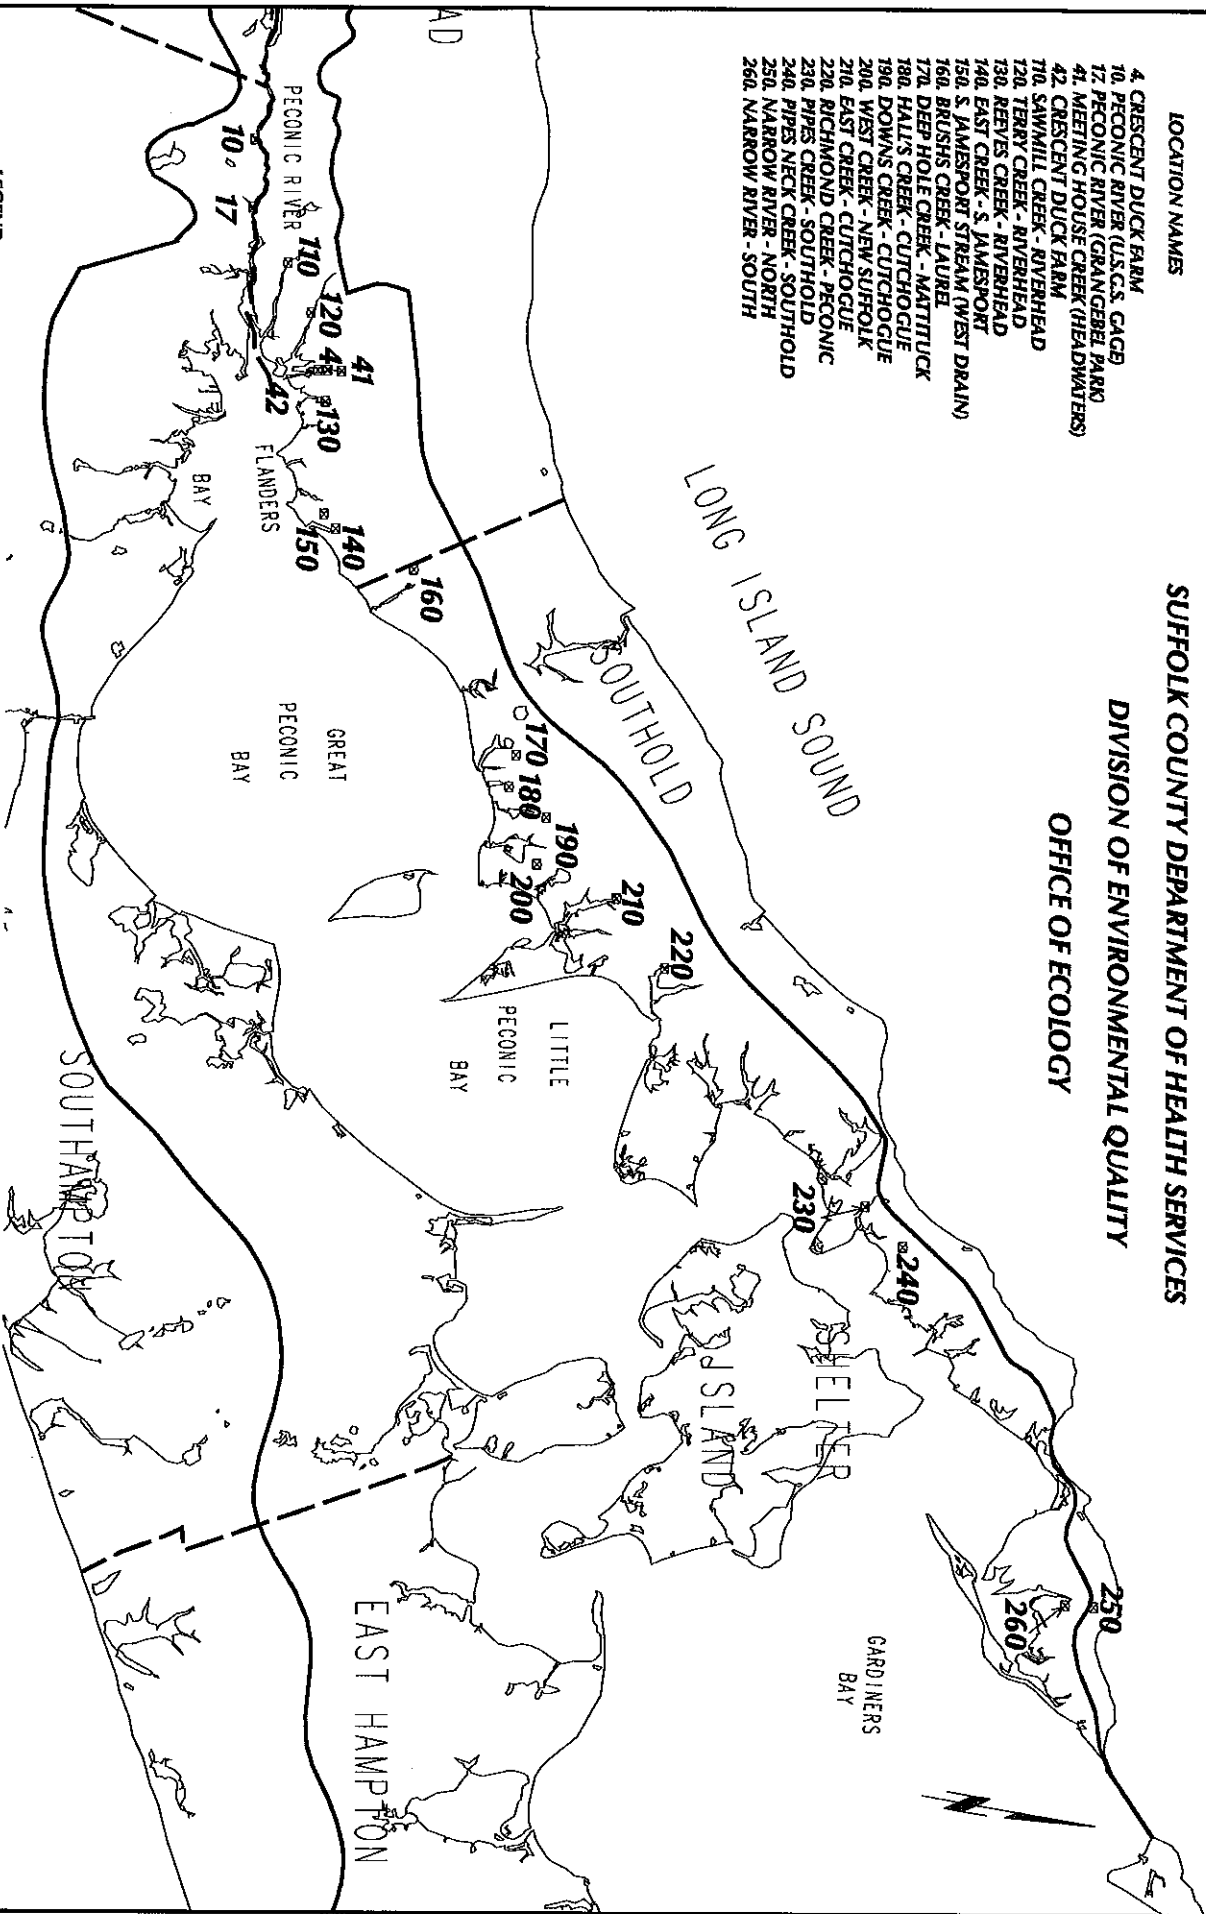 SUFFOLK COUNTY DEPARTMENT OF HEALTH SERVICES
DIVISION OF ENVIRONMENTAL QUALITY
OFFICE OF ECOLOGY
LOCATION NAMES
4. CRESCENT DUCK FARM
10. PECONIC RIVER (U.S.G.S. GAGE)
17. PECONIC RIVER (GRANGEBEL PARK)
41. MEETING HOUSE CREEK (HEADWATERS)
42. CRESCENT DUCK FARM
110. SAWMILL CREEK - RIVERHEAD
120. TERRY CREEK - RIVERHEAD
130. REEVES CREEK - RIVERHEAD
140. EAST CREEK - S. JAMESPORT
150. S. JAMESPORT STREAM (WEST DRAIN)
160. BRUSHS CREEK - LAUREL
170. DEEP HOLE CREEK - MATTITUCK
180. HALL'S CREEK - CUTCHOGUE
190. DOWNS CREEK - CUTCHOGUE
200. WEST CREEK - NEW SUFFOLK
210. EAST CREEK - CUTCHOGUE
220. RICHMOND CREEK - PECONIC
230. PIPES CREEK - SOUTHOLD
240. PIPES NECK CREEK - SOUTHOLD
250. NARROW RIVER - NORTH
260. NARROW RIVER - SOUTH
LONG ISLAND SOUND
250
260
GARDINERS
BAY
240
230
SHELTER
ISLAND
SOUTHOLD
220
210
190
200
180
170
LITTLE
PECONIC
BAY
160
140
150
GREAT
PECONIC
BAY
AD
41
4
130
120
42
110
FLANDERS
BAY
PECONIC RIVER
17
10
EAST HAMPTON
SOUTHAMPTON